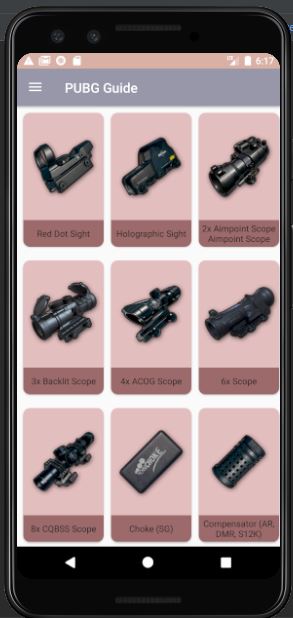 6:17
PUBG Guide
Red Dot Sight
Holographic Sight
2x Aimpoint Scope
Aimpoint Scope
3x Backlit Scope
4x ACOG Scope
6x Scope
8x CQBSS Scope
Choke (SG)
Compensator (AR,
DMR, S12K)